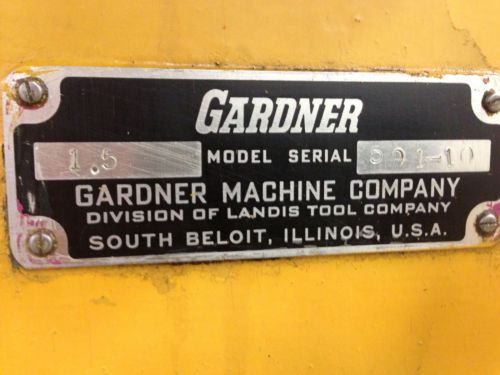 GARDNER
1.5 MODEL SERIAL 991-10
GARDNER MACHINE COMPANY
DIVISION OF LANDIS TOOL COMPANY
SOUTH BELOIT, ILLINOIS, U.S.A.